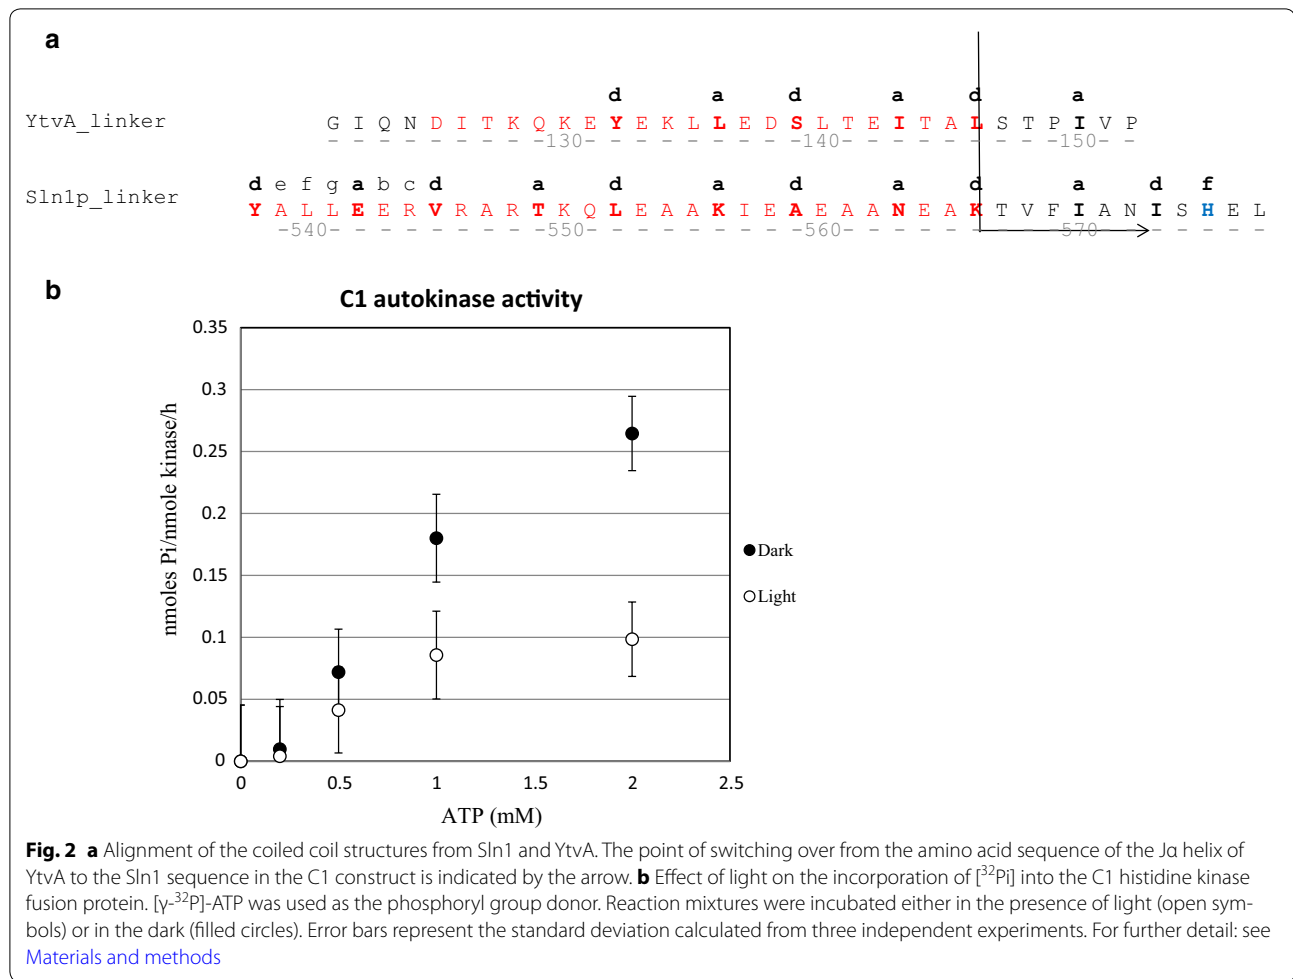 a
d a d a d a
YtvA_linker G I Q N D I T K Q K E Y E K L L E D S L T E I T A L S T P I V P
- - - - - - - - -130- - - - - - - - -140- - - - - - - - -150- -
d e f g a b c d a d a d a d a d f
Sln1p_linker Y A L L E E R V R A R T K Q L E A A K I E A E A A N E A K T V F I A N I S H E L
-540- - - - - - - - -550- - - - - - - - -560- - - - - - - - -570- - - - - - -
b
C1 autokinase activity
nmoles Pi/nmole kinase/h
0.35
0.3
0.25
0.2
0.15
0.1
0.05
0
0 0.5 1 1.5 2 2.5
ATP (mM)
Dark
Light
Fig. 2 a Alignment of the coiled coil structures from Sln1 and YtvA. The point of switching over from the amino acid sequence of the Jα helix of
YtvA to the Sln1 sequence in the C1 construct is indicated by the arrow. b Effect of light on the incorporation of [³²Pi] into the C1 histidine kinase
fusion protein. [γ-³²P]-ATP was used as the phosphoryl group donor. Reaction mixtures were incubated either in the presence of light (open sym-
bols) or in the dark (filled circles). Error bars represent the standard deviation calculated from three independent experiments. For further detail: see
Materials and methods